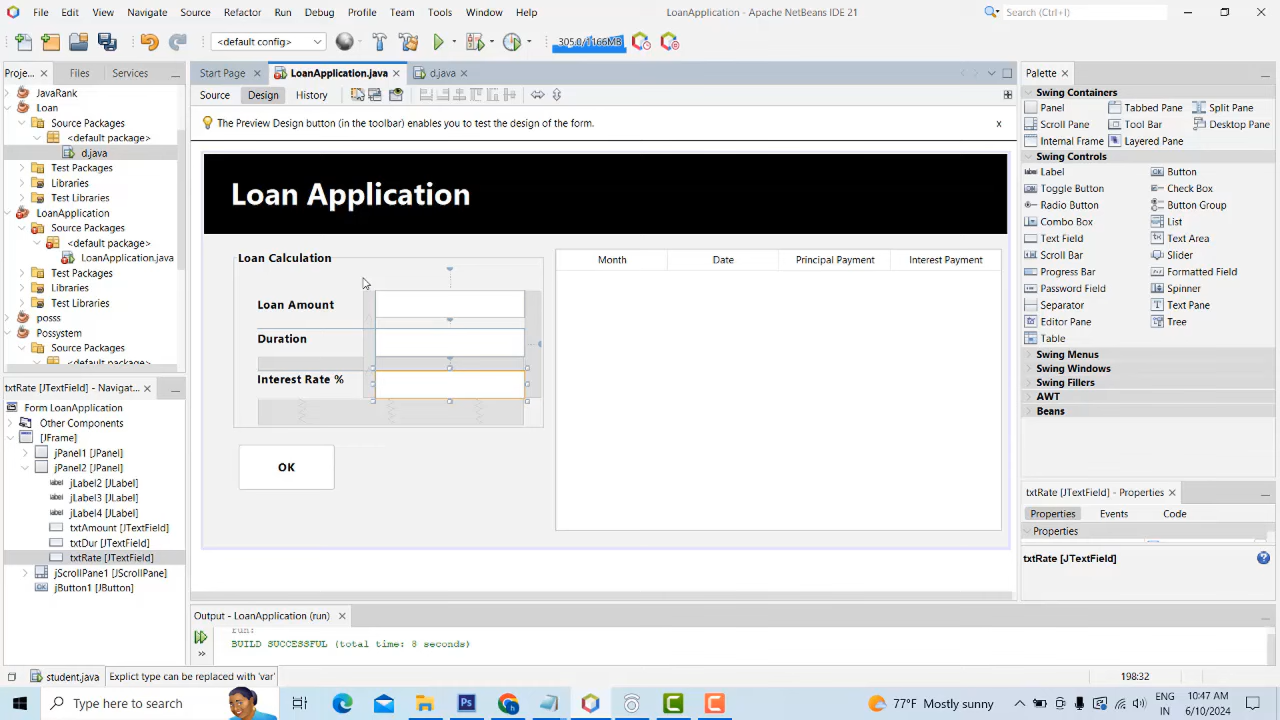 File Edit View Navigate Source Refactor Run Debug Profile Team Tools Window Help LoanApplication - Apache NetBeans IDE 21 Search (Ctrl+I)
<default config>
Proje... Files Services Start Page LoanApplication.java d.java Palette
Source Design History
The Preview Design button (in the toolbar) enables you to test the design of the form.
JavaRank
Loan
Source Packages
<default package>
d.java
Test Packages
Libraries
Test Libraries
LoanApplication
Source Packages
<default package>
LoanApplication.java
Test Packages
Libraries
Test Libraries
posss
Possystem
Source Packages
<default package>
txtRate [JTextField] - Navigat...
Form LoanApplication
Other Components
[JFrame]
jPanel1 [JPanel]
jPanel2 [JPanel]
jLabel2 [JLabel]
jLabel3 [JLabel]
jLabel4 [JLabel]
txtAmount [JTextField]
txtDur [JTextField]
txtRate [JTextField]
jScrollPane1 [JScrollPane]
jButton1 [JButton]
Loan Application
Loan Calculation
Loan Amount
Duration
Interest Rate %
OK
Month Date Principal Payment Interest Payment
Swing Containers
Panel Tabbed Pane Split Pane
Scroll Pane Tool Bar Desktop Pane
Internal Frame Layered Pane
Swing Controls
Label Button
Toggle Button Check Box
Radio Button Button Group
Combo Box List
Text Field Text Area
Scroll Bar Slider
Progress Bar Formatted Field
Password Field Spinner
Separator Text Pane
Editor Pane Tree
Table
Swing Menus
Swing Windows
Swing Fillers
AWT
Beans
txtRate [JTextField] - Properties
Properties Events Code
Properties
txtRate [JTextField]
Output - LoanApplication (run)
run:
BUILD SUCCESSFUL (total time: 8 seconds)
student.java Explict type can be replaced with 'var' 198:32
Type here to search 77°F Mostly sunny IN 10:47 AM
6/10/2024